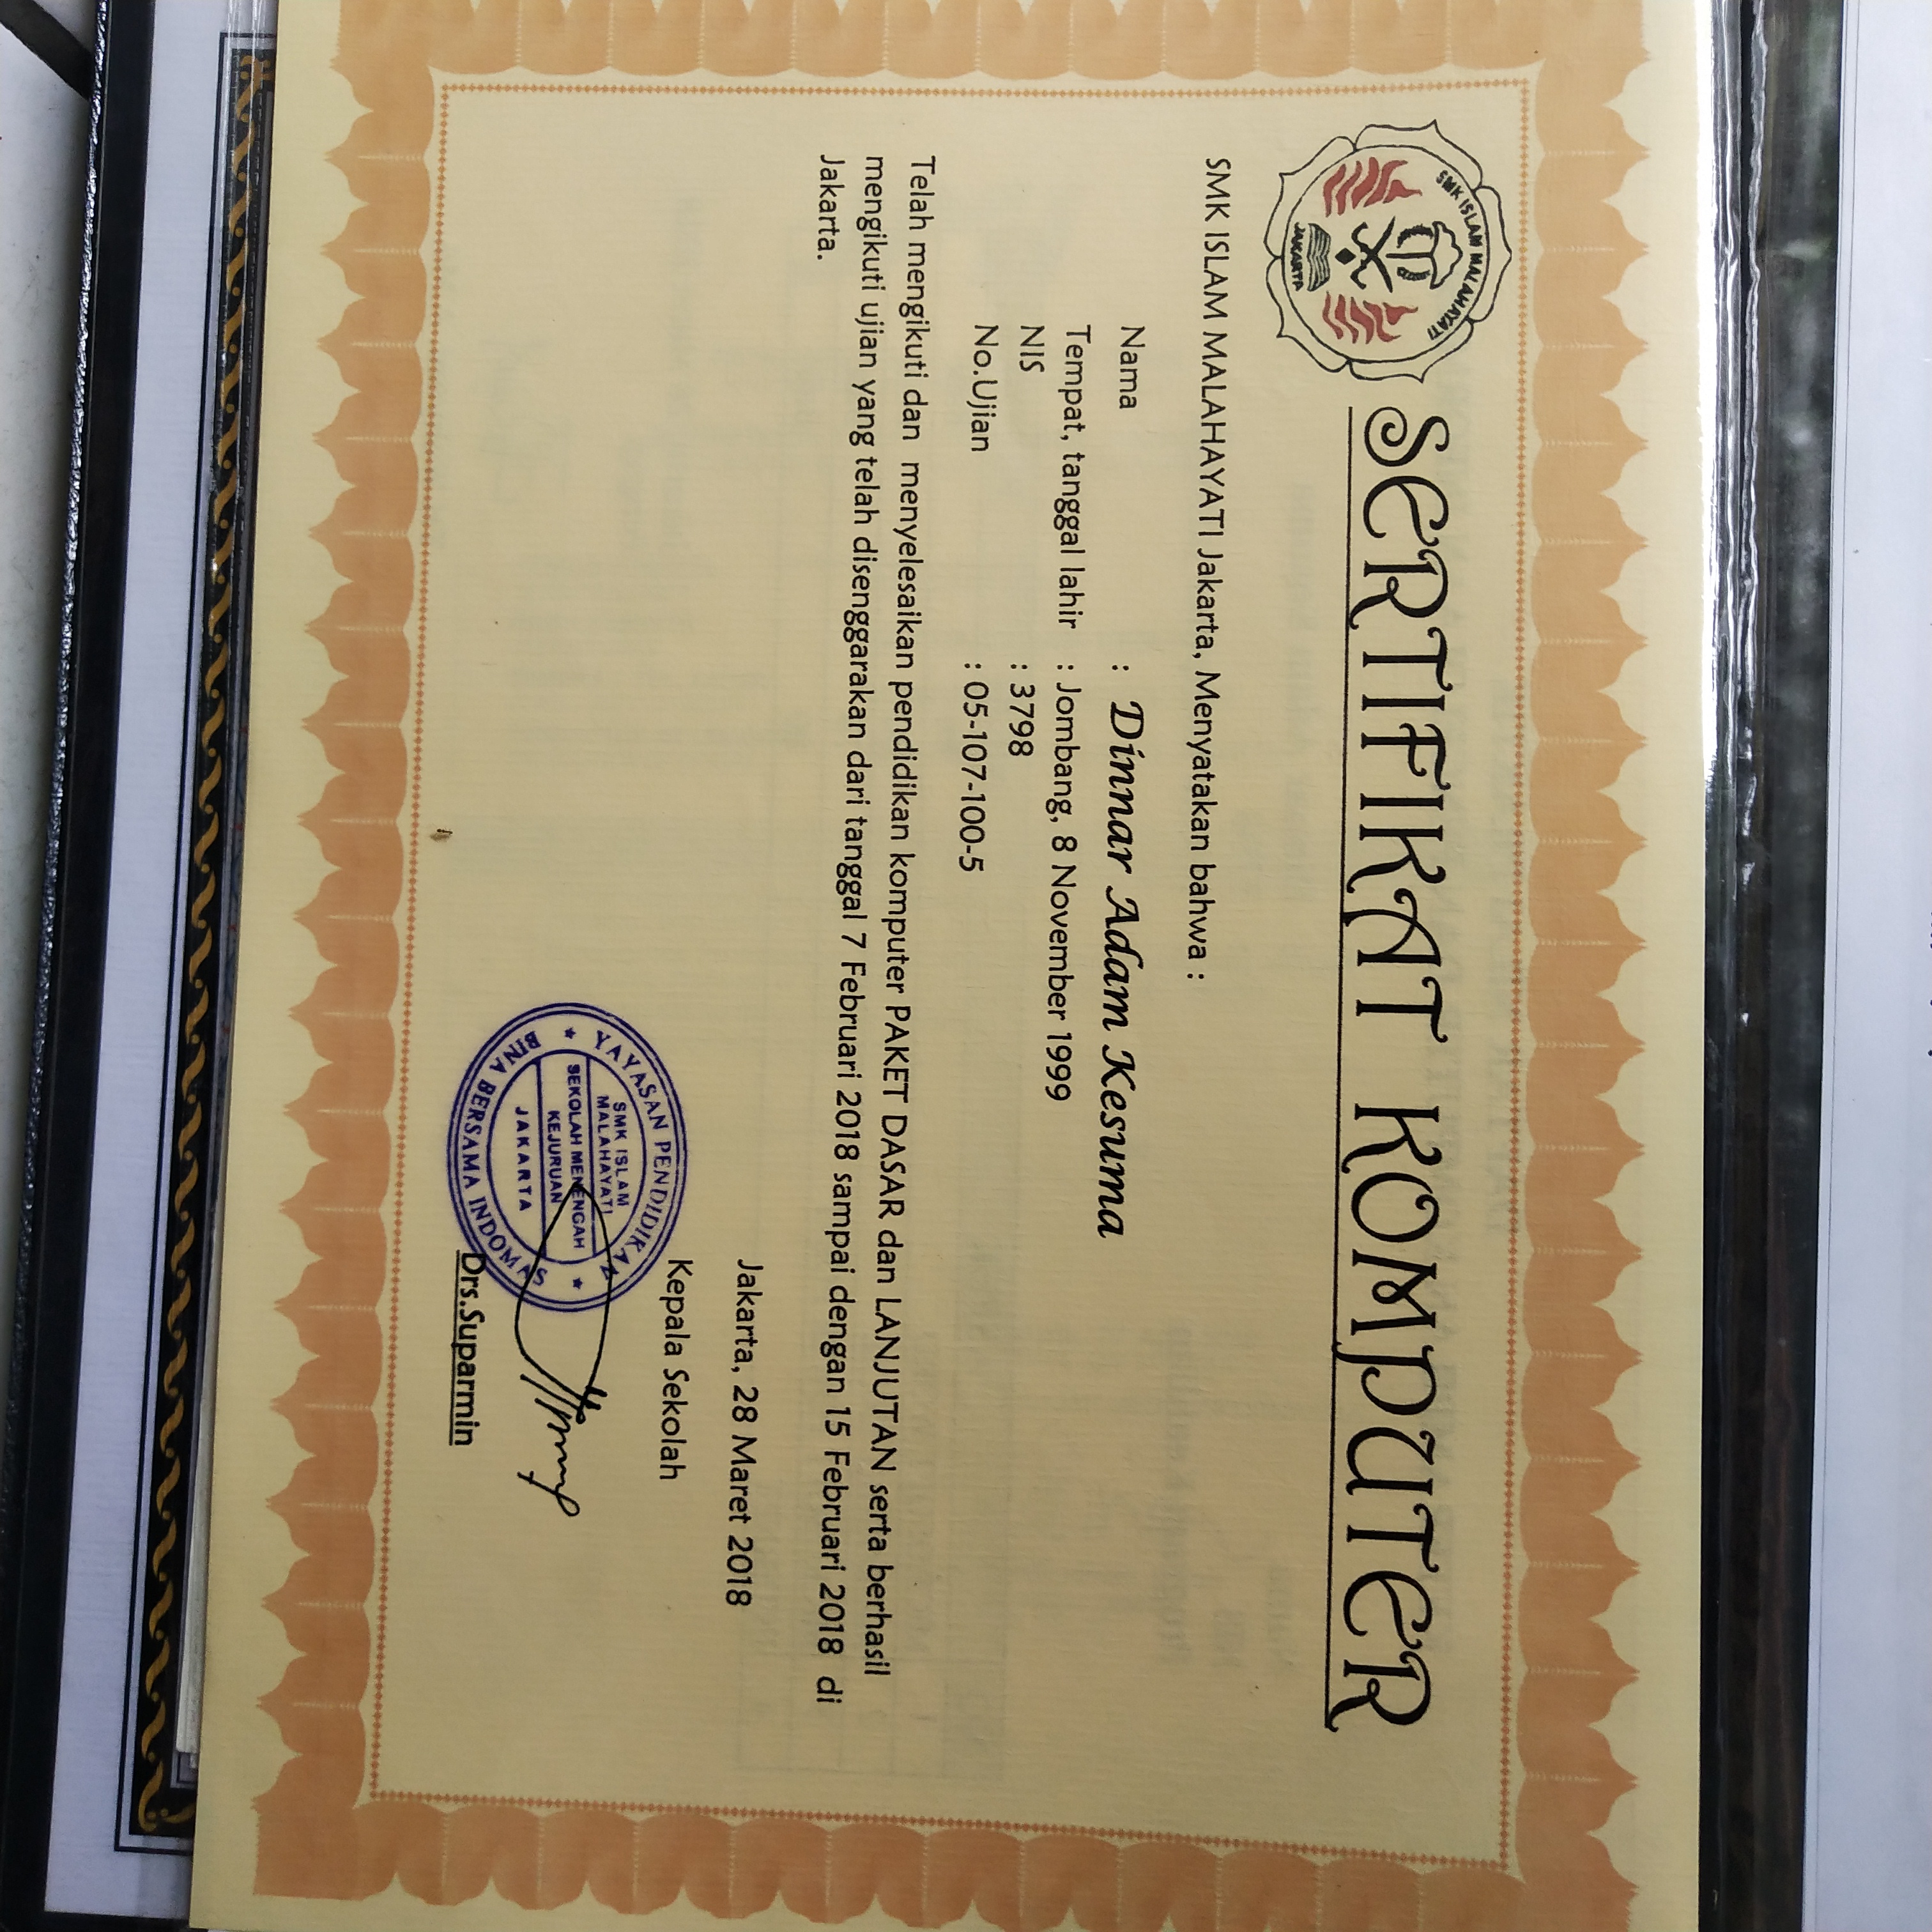 SMK ISLAM MALAHAYATI
JAKARTA
SERTIFIKAT KOMPUTER
SMK ISLAM MALAHAYATI Jakarta, Menyatakan bahwa :
Nama : Dinnar Adam Kesuma
Tempat, tanggal lahir : Jombang, 8 November 1999
NIS : 3798
No.Ujian : 05-107-100-5
Telah mengikuti dan menyelesaikan pendidikan komputer PAKET DASAR dan LANJUTAN serta berhasil
mengikuti ujian yang telah disenggarakan dari tanggal 7 Februari 2018 sampai dengan 15 Februari 2018 di
Jakarta.
Jakarta, 28 Maret 2018
Kepala Sekolah
YAYASAN PENDIDIKAN
SMK ISLAM
MALAHAYATI
SEKOLAH MENENGAH
KEJURUAN
JAKARTA
BINA BERSAMA INDOMAS
Drs.Suparmin